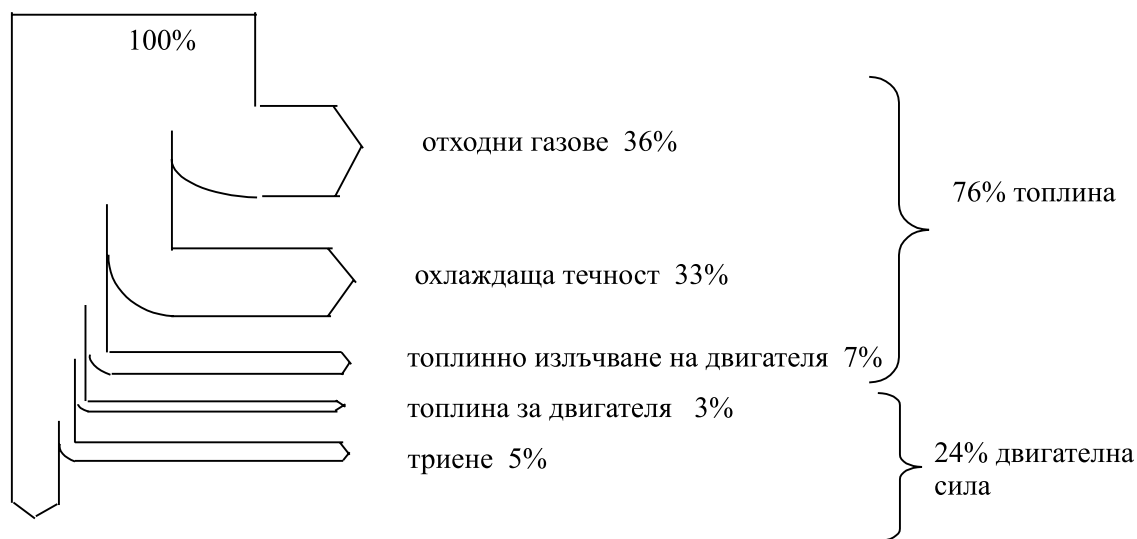 100%
отходни газове 36%
76% топлина
охлаждаща течност 33%
топлинно излъчване на двигателя 7%
топлина за двигателя 3%
триене 5%
24% двигателна
сила